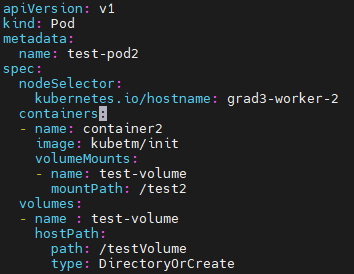 apiVersion: v1
kind: Pod
metadata:
  name: test-pod2
spec:
  nodeSelector:
    kubernetes.io/hostname: grad3-worker-2
  containers:
  - name: container2
    image: kubetm/init
    volumeMounts:
    - name: test-volume
      mountPath: /test2
  volumes:
  - name : test-volume
    hostPath:
      path: /testVolume
      type: DirectoryOrCreate